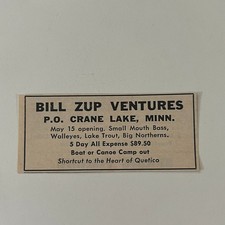 BILL ZUP VENTURES
P.O. CRANE LAKE, MINN.
May 15 opening. Small Mouth Bass,
Walleyes, Lake Trout, Big Northerns.
5 Day All Expense $89.50
Boat or Canoe Camp out
Shortcut to the Heart of Quetico